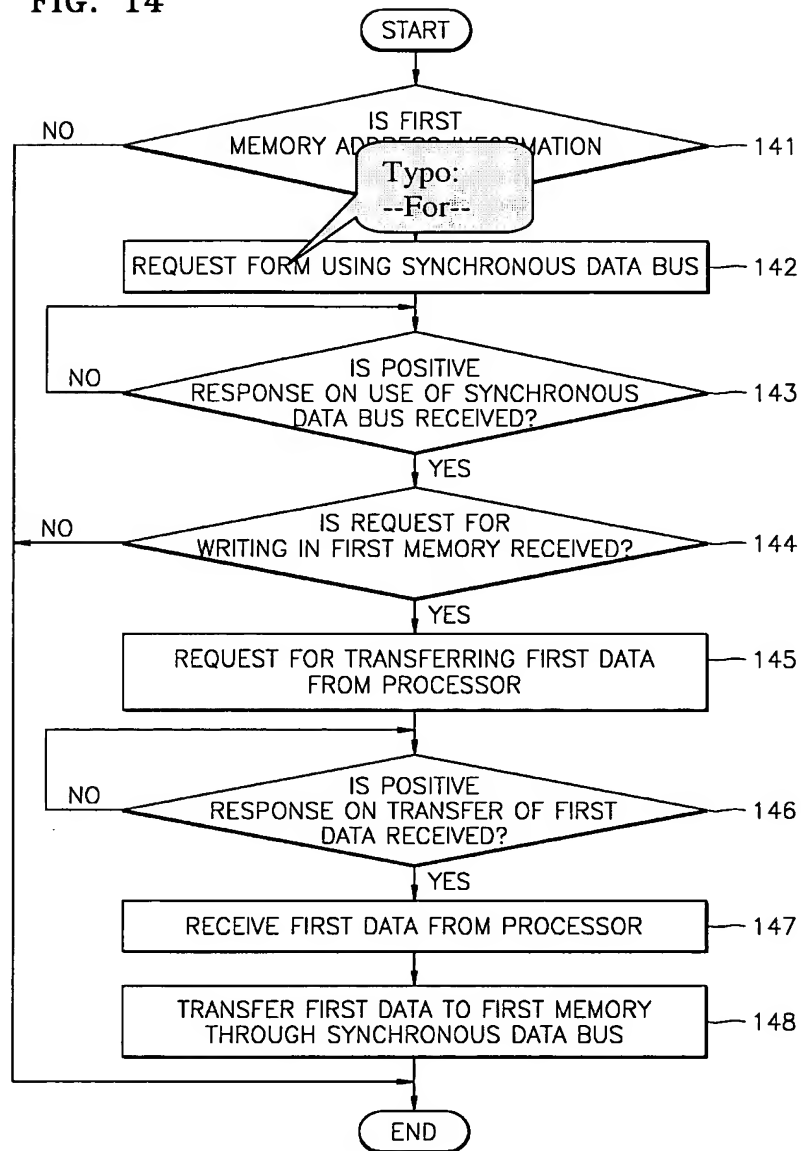 FIG. 14
START
IS FIRST
MEMORY ADDRESS INFORMATION
NO
141
Typo:
--For--
REQUEST FORM USING SYNCHRONOUS DATA BUS
142
IS POSITIVE
RESPONSE ON USE OF SYNCHRONOUS
DATA BUS RECEIVED?
NO
143
YES
IS REQUEST FOR
WRITING IN FIRST MEMORY RECEIVED?
NO
144
YES
REQUEST FOR TRANSFERRING FIRST DATA
FROM PROCESSOR
145
IS POSITIVE
RESPONSE ON TRANSFER OF FIRST
DATA RECEIVED?
NO
146
YES
RECEIVE FIRST DATA FROM PROCESSOR
147
TRANSFER FIRST DATA TO FIRST MEMORY
THROUGH SYNCHRONOUS DATA BUS
148
END